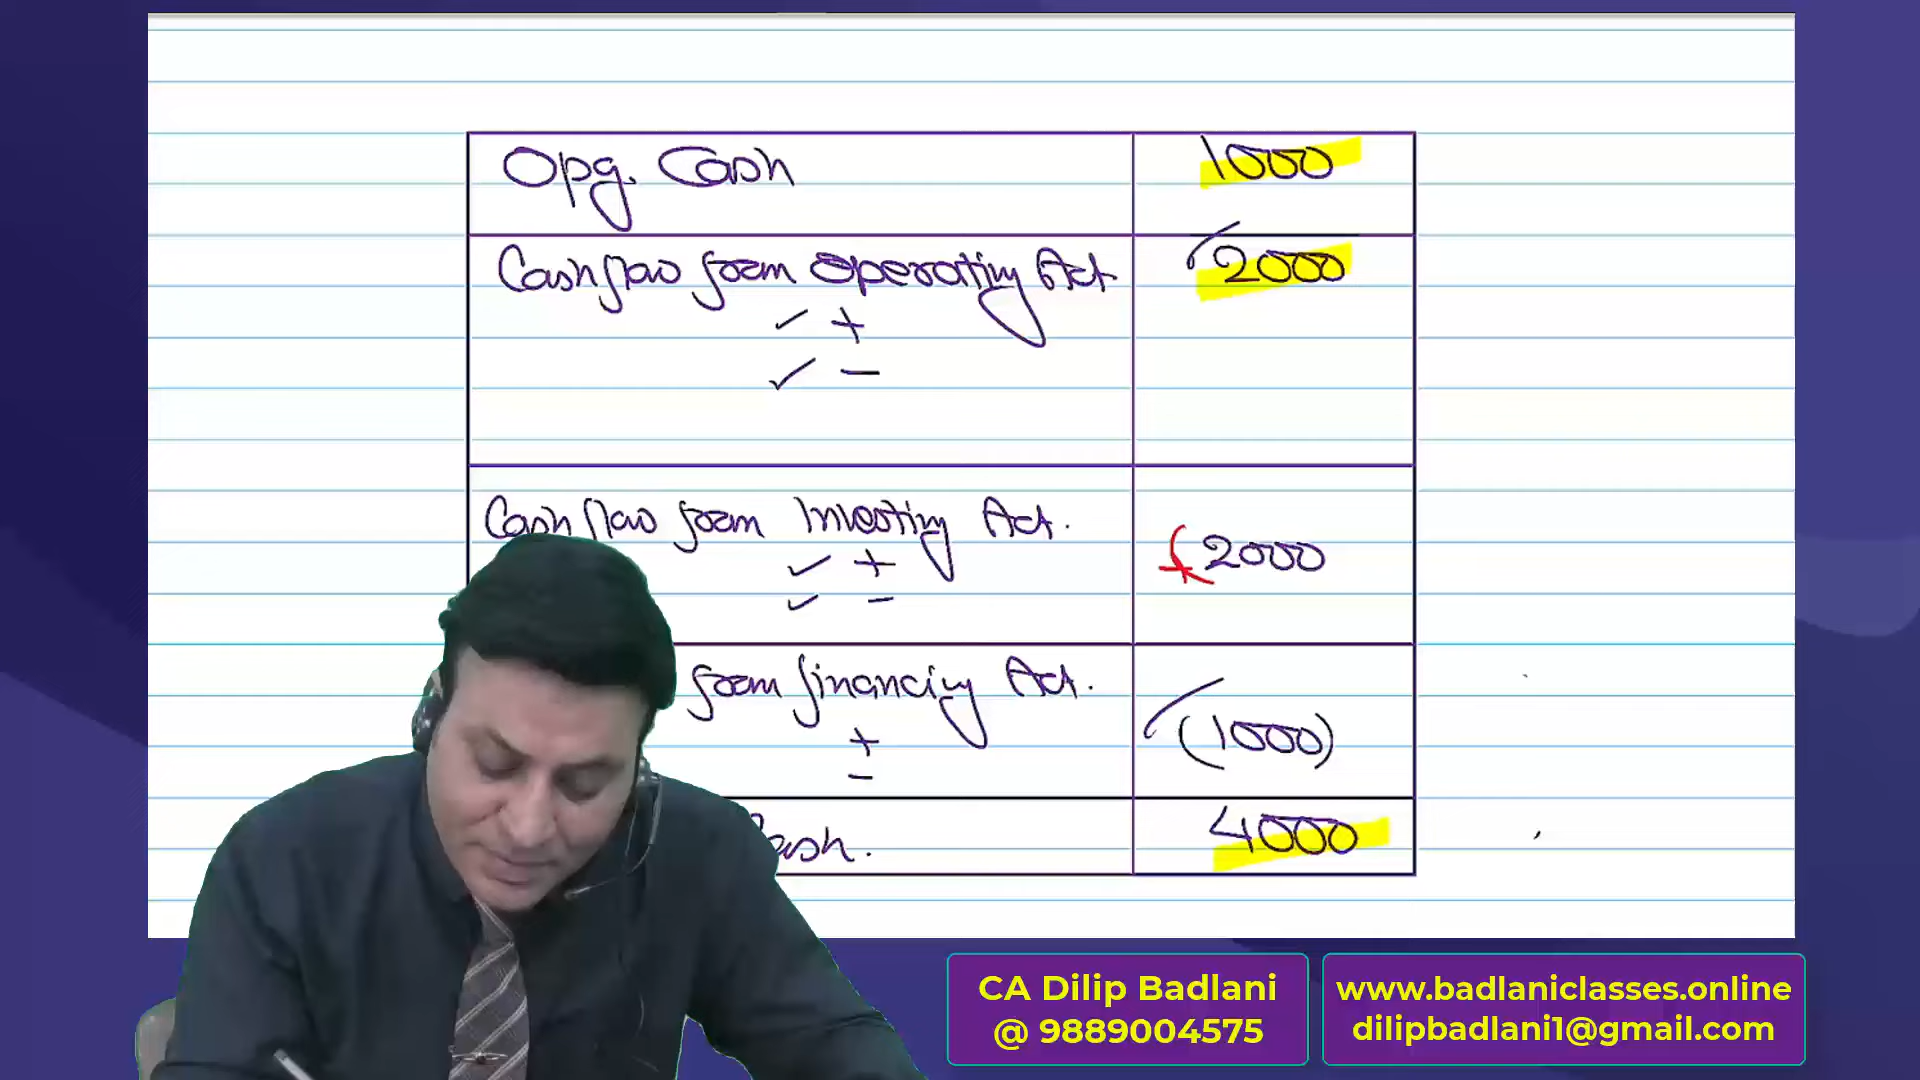 Opg. Cash 1000
Cash flow from Operating Act 2000
✓ +
✓ −
Cash flow from Investing Act. 2000
✓ +
✓ −
from financing Act. (1000)
+
−
Cash. 4000
CA Dilip Badlani
@ 9889004575
www.badlaniclasses.online
dilipbadlani1@gmail.com